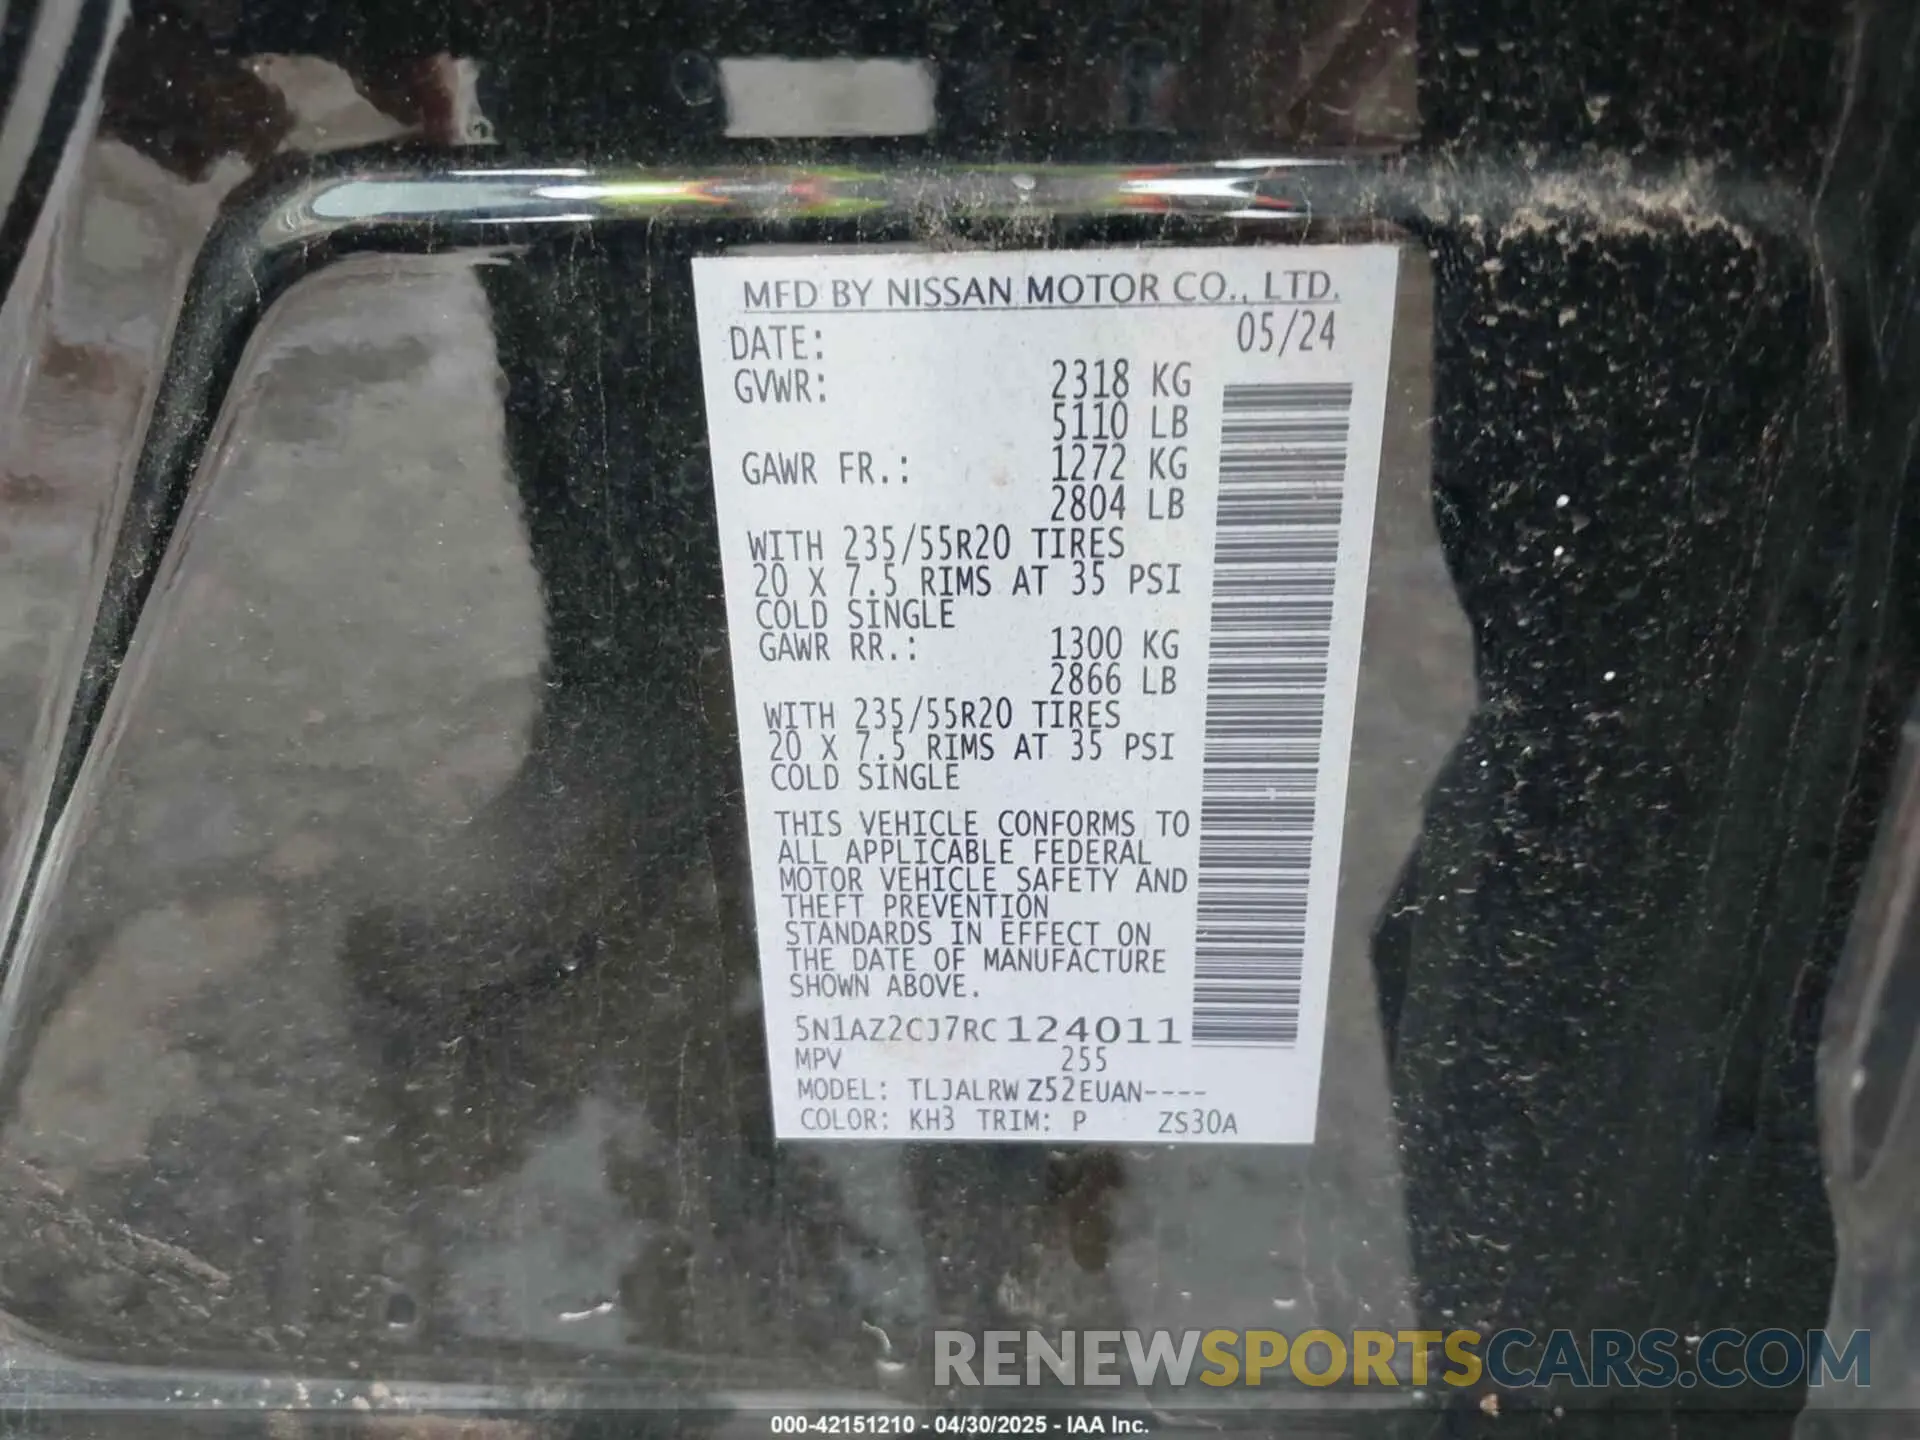 MFD BY NISSAN MOTOR CO., LTD.
DATE: 05/24
GVWR: 2318 KG
5110 LB
GAWR FR.: 1272 KG
2804 LB
WITH 235/55R20 TIRES
20 X 7.5 RIMS AT 35 PSI
COLD SINGLE
GAWR RR.: 1300 KG
2866 LB
WITH 235/55R20 TIRES
20 X 7.5 RIMS AT 35 PSI
COLD SINGLE
THIS VEHICLE CONFORMS TO
ALL APPLICABLE FEDERAL
MOTOR VEHICLE SAFETY AND
THEFT PREVENTION
STANDARDS IN EFFECT ON
THE DATE OF MANUFACTURE
SHOWN ABOVE.
5N1AZ2CJ7RC124011
MPV 255
MODEL: TLJALRW Z52EUAN----
COLOR: KH3 TRIM: P ZS30A
RENEWSPORTSCARS.COM
000-42151210 - 04/30/2025 - IAA Inc.